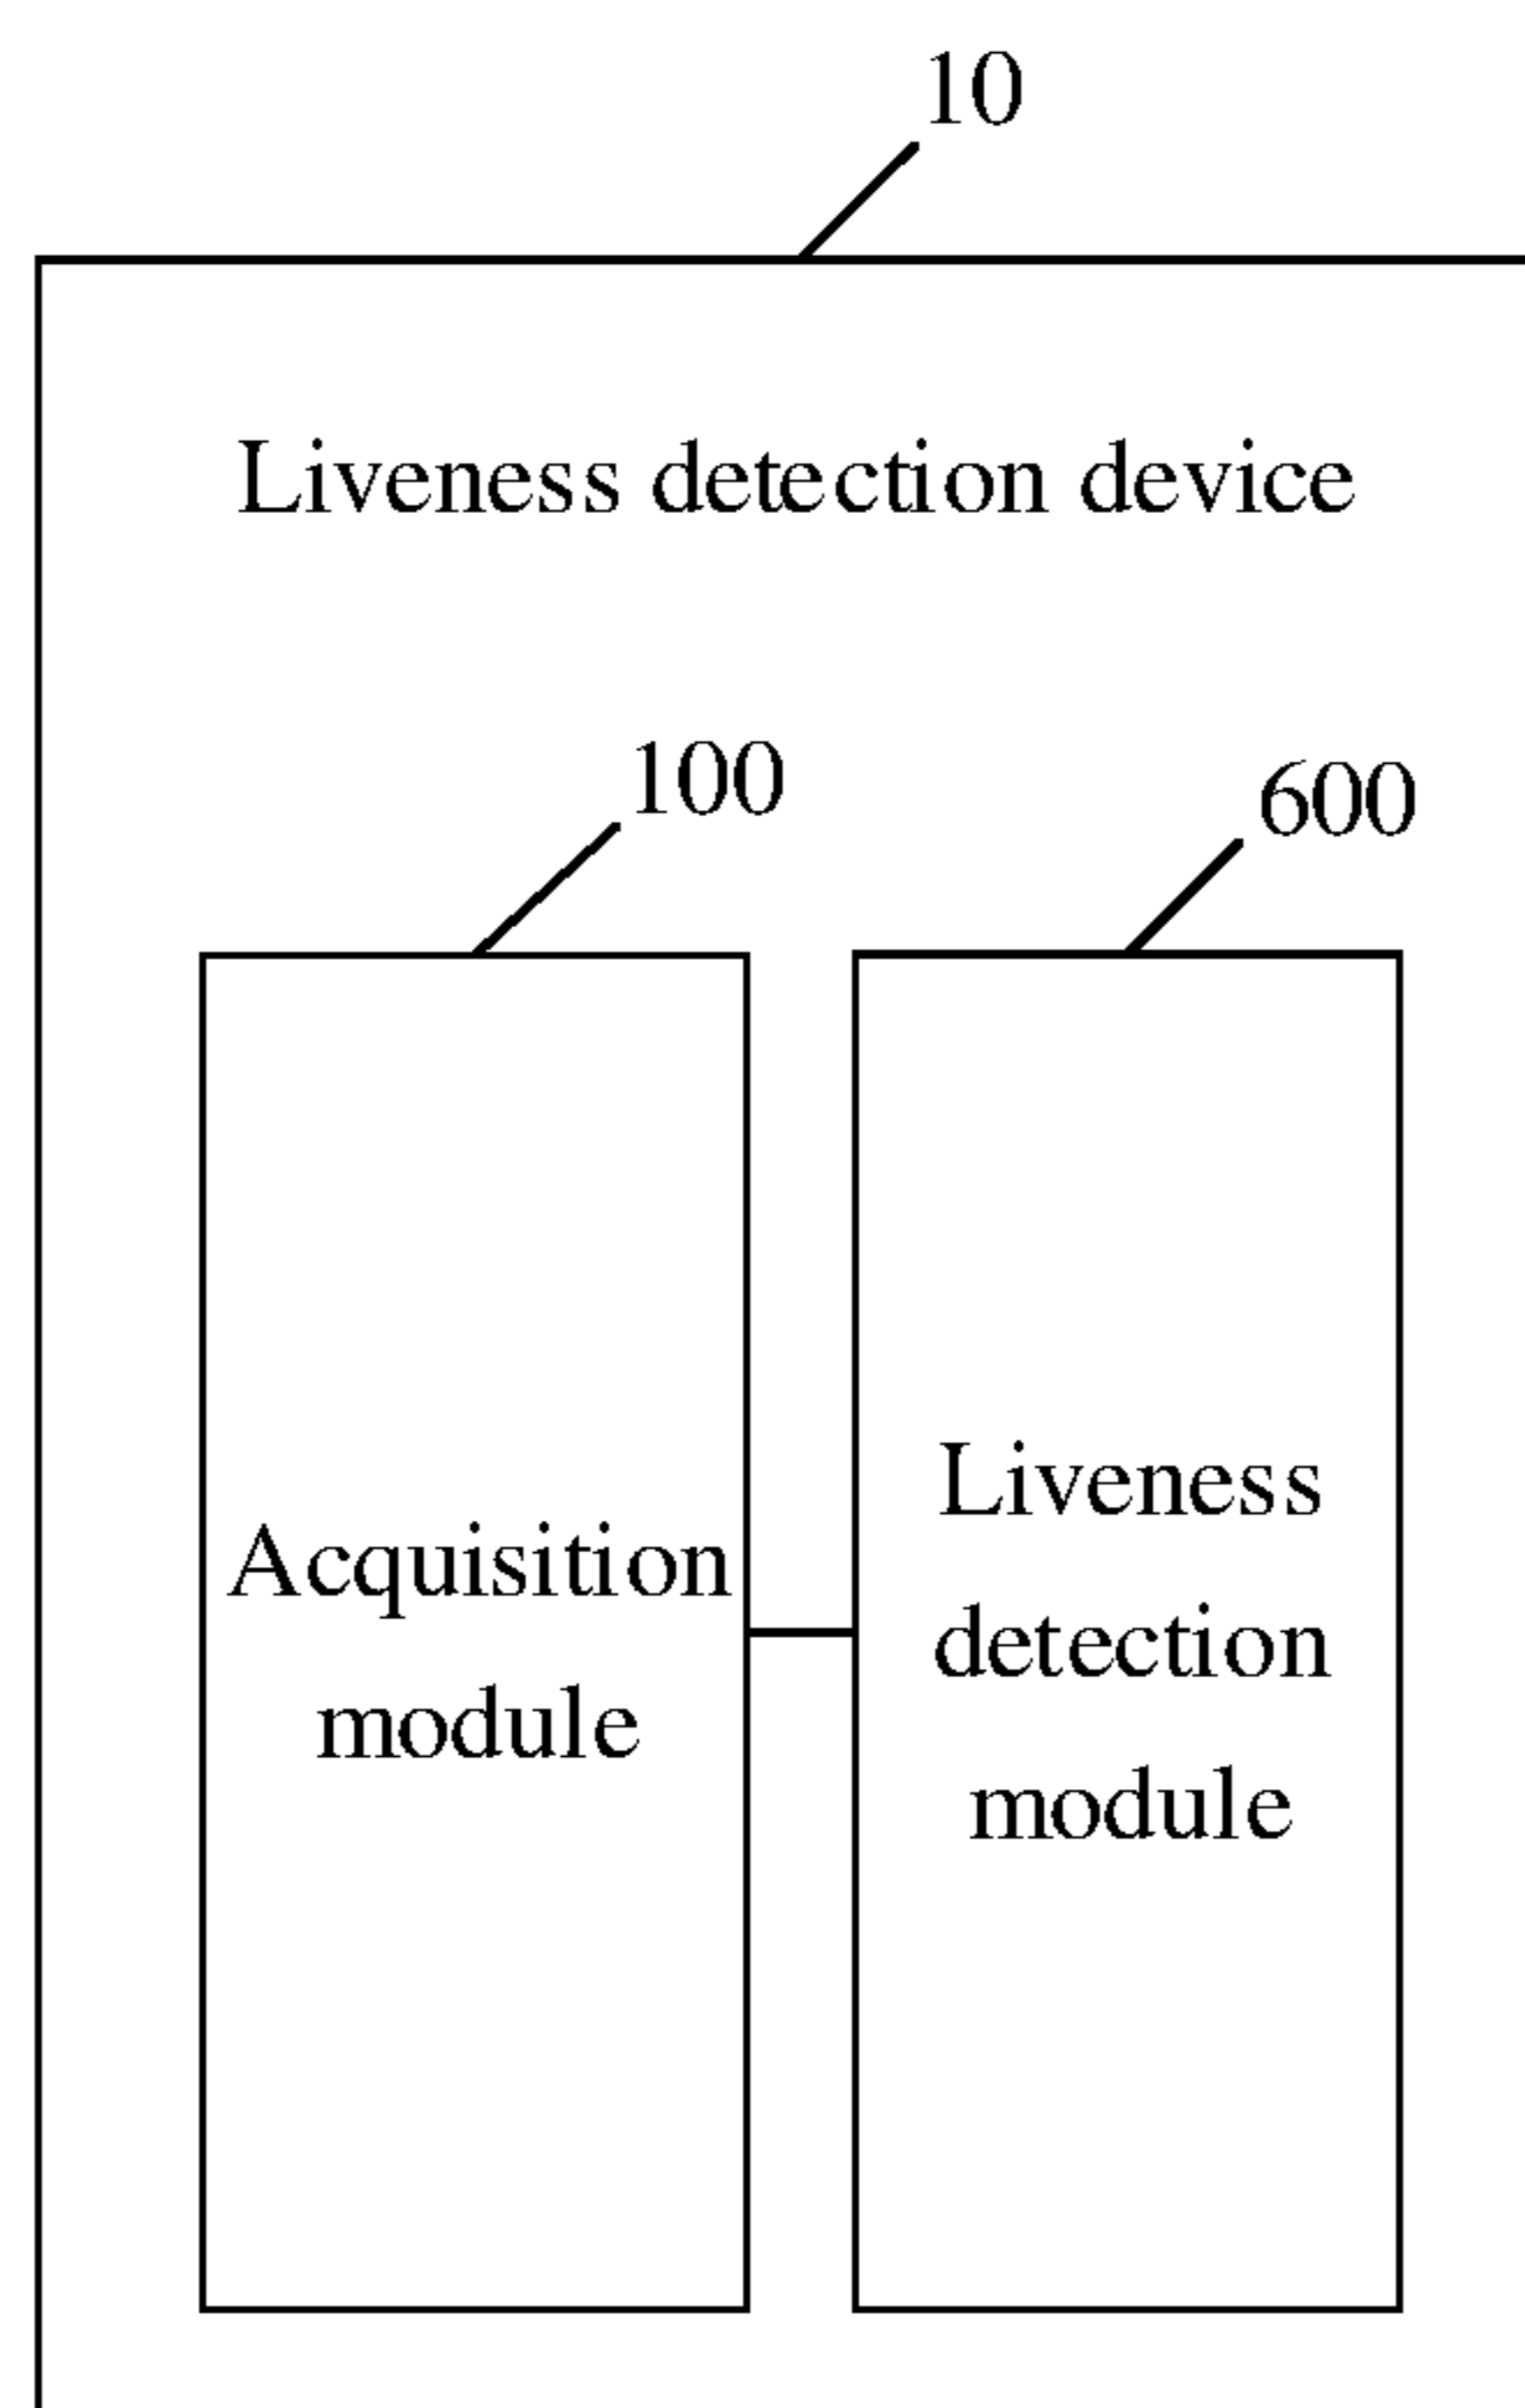 10
Liveness detection device
100
600
Acquisition
module
Liveness
detection
module